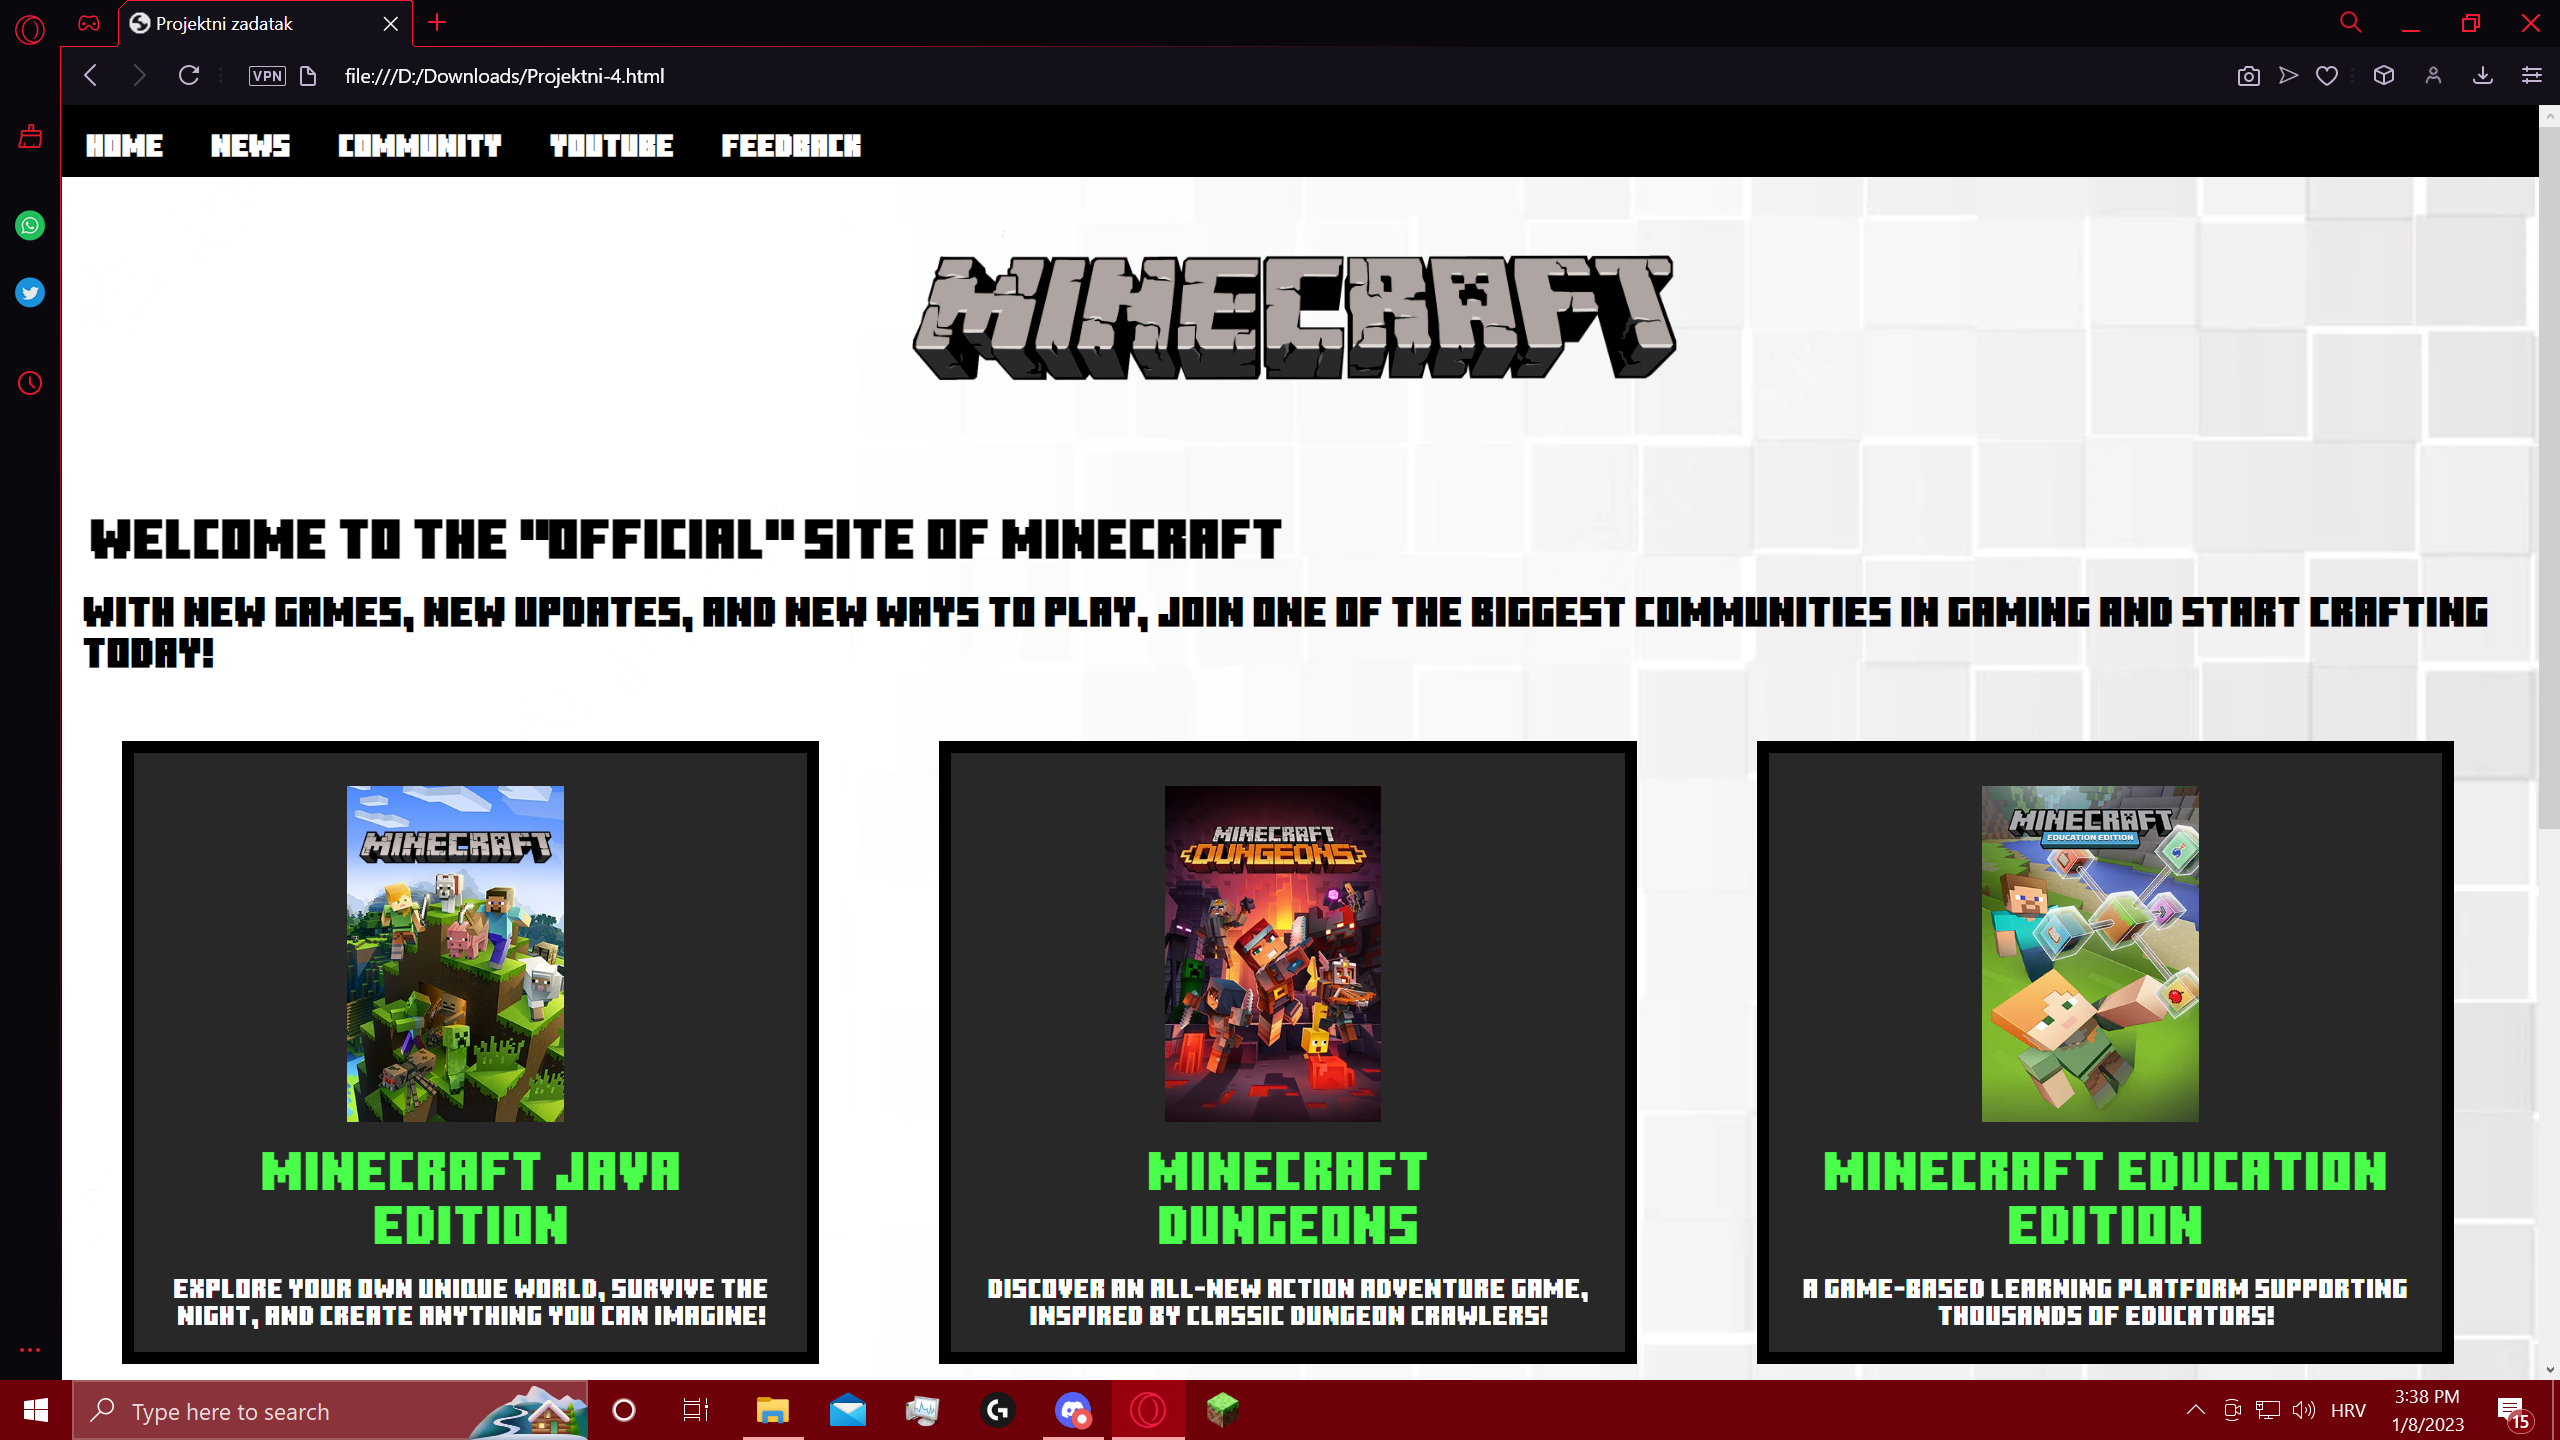 Projektni zadatak
VPN
file:///D:/Downloads/Projektni-4.html
HOME NEWS COMMUNITY YOUTUBE FEEDBACK
MINECRAFT
WELCOME TO THE "OFFICIAL" SITE OF MINECRAFT
WITH NEW GAMES, NEW UPDATES, AND NEW WAYS TO PLAY, JOIN ONE OF THE BIGGEST COMMUNITIES IN GAMING AND START CRAFTING
TODAY!
MINECRAFT
MINECRAFT JAVA
EDITION
EXPLORE YOUR OWN UNIQUE WORLD, SURVIVE THE
NIGHT, AND CREATE ANYTHING YOU CAN IMAGINE!
MINECRAFT
DUNGEONS
MINECRAFT
DUNGEONS
DISCOVER AN ALL-NEW ACTION ADVENTURE GAME,
INSPIRED BY CLASSIC DUNGEON CRAWLERS!
MINECRAFT
EDUCATION EDITION
MINECRAFT EDUCATION
EDITION
A GAME-BASED LEARNING PLATFORM SUPPORTING
THOUSANDS OF EDUCATORS!
Type here to search
HRV
3:38 PM
1/8/2023
15